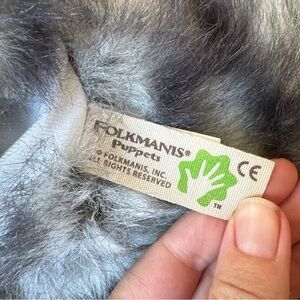 FOLKMANIS®
Puppets
© FOLKMANIS, INC.
ALL RIGHTS RESERVED
CE
TM